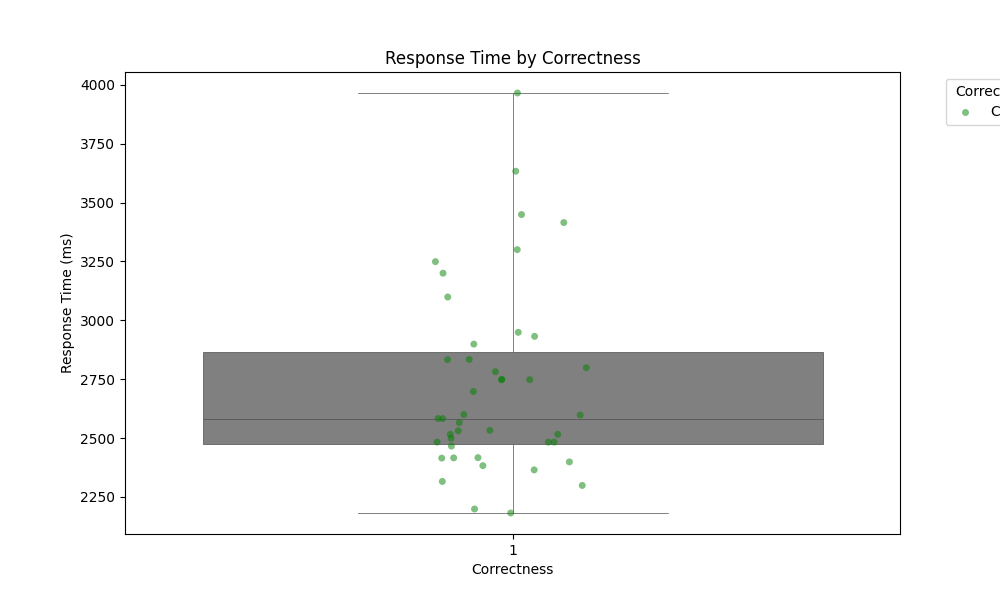 Response Time by Correctness
Response Time (ms)
4000
3750
3500
3250
3000
2750
2500
2250
1
Correctness
Correc
C